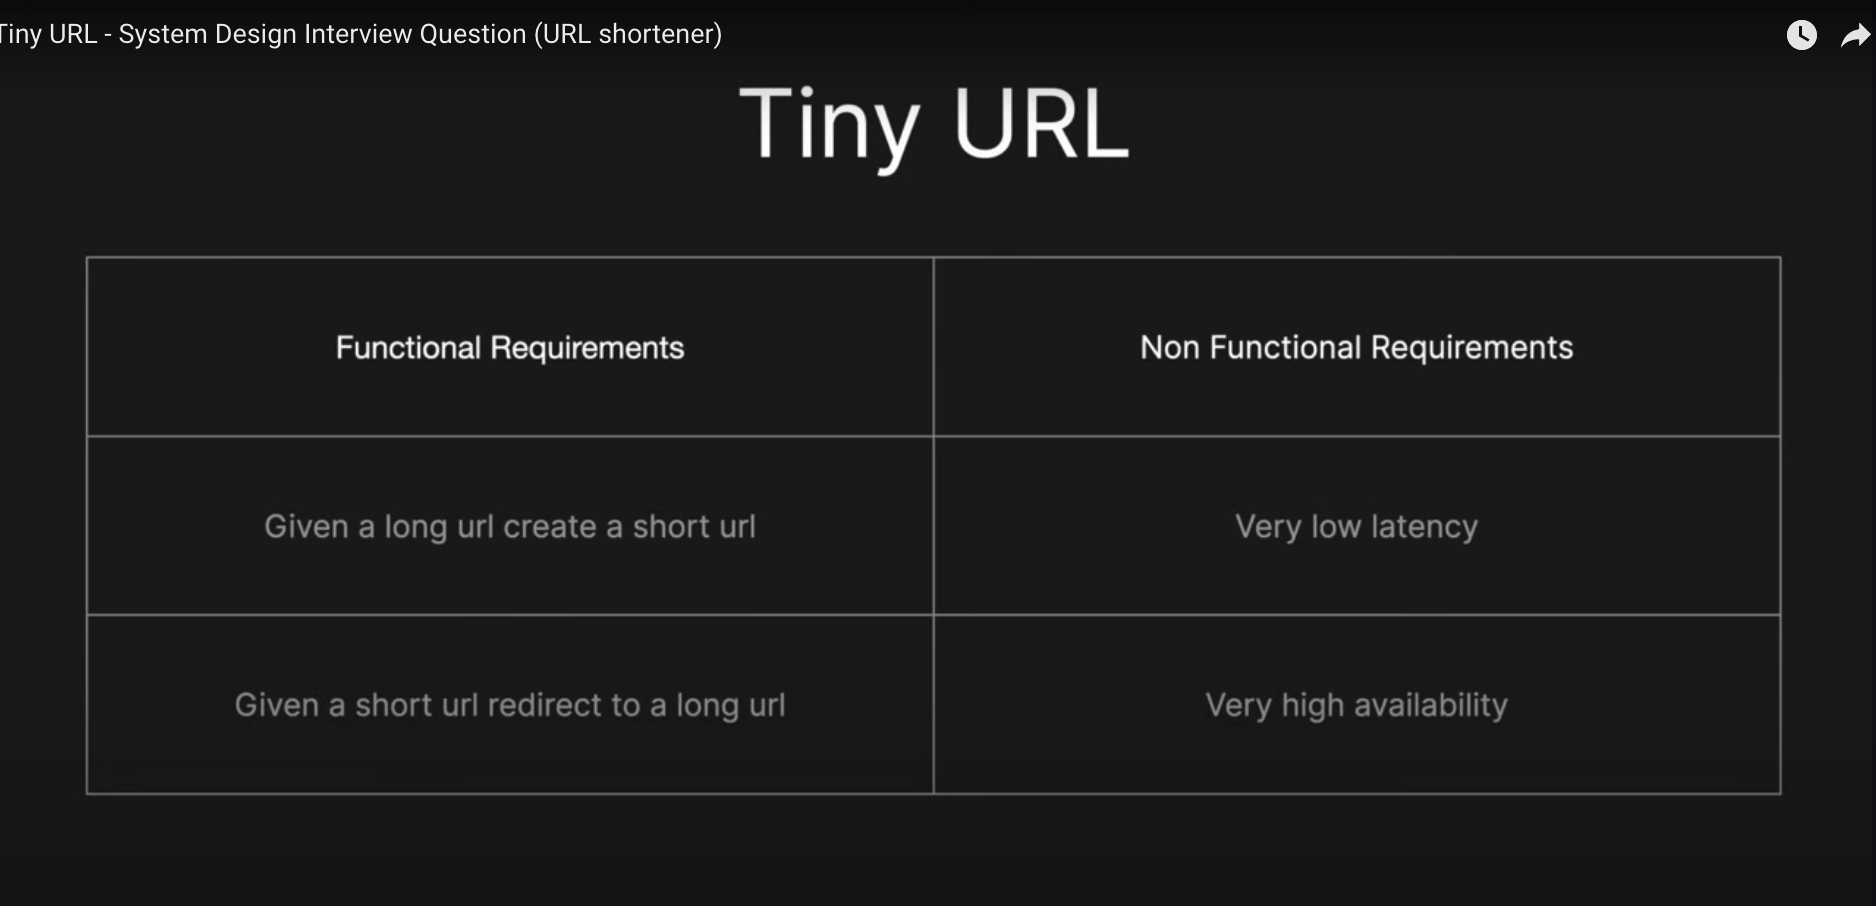 Tiny URL - System Design Interview Question (URL shortener)
Tiny URL
Functional Requirements
Non Functional Requirements
Given a long url create a short url
Very low latency
Given a short url redirect to a long url
Very high availability